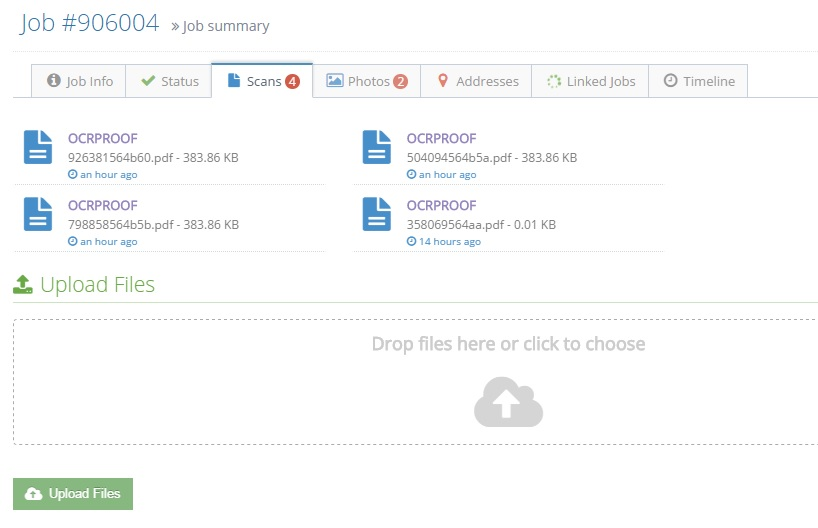 Job #906004 » Job summary
Job Info Status Scans 4 Photos 2 Addresses Linked Jobs Timeline
OCRPROOF
926381564b60.pdf - 383.86 KB
an hour ago
OCRPROOF
504094564b5a.pdf - 383.86 KB
an hour ago
OCRPROOF
798858564b5b.pdf - 383.86 KB
an hour ago
OCRPROOF
358069564aa.pdf - 0.01 KB
14 hours ago
Upload Files
Drop files here or click to choose
Upload Files